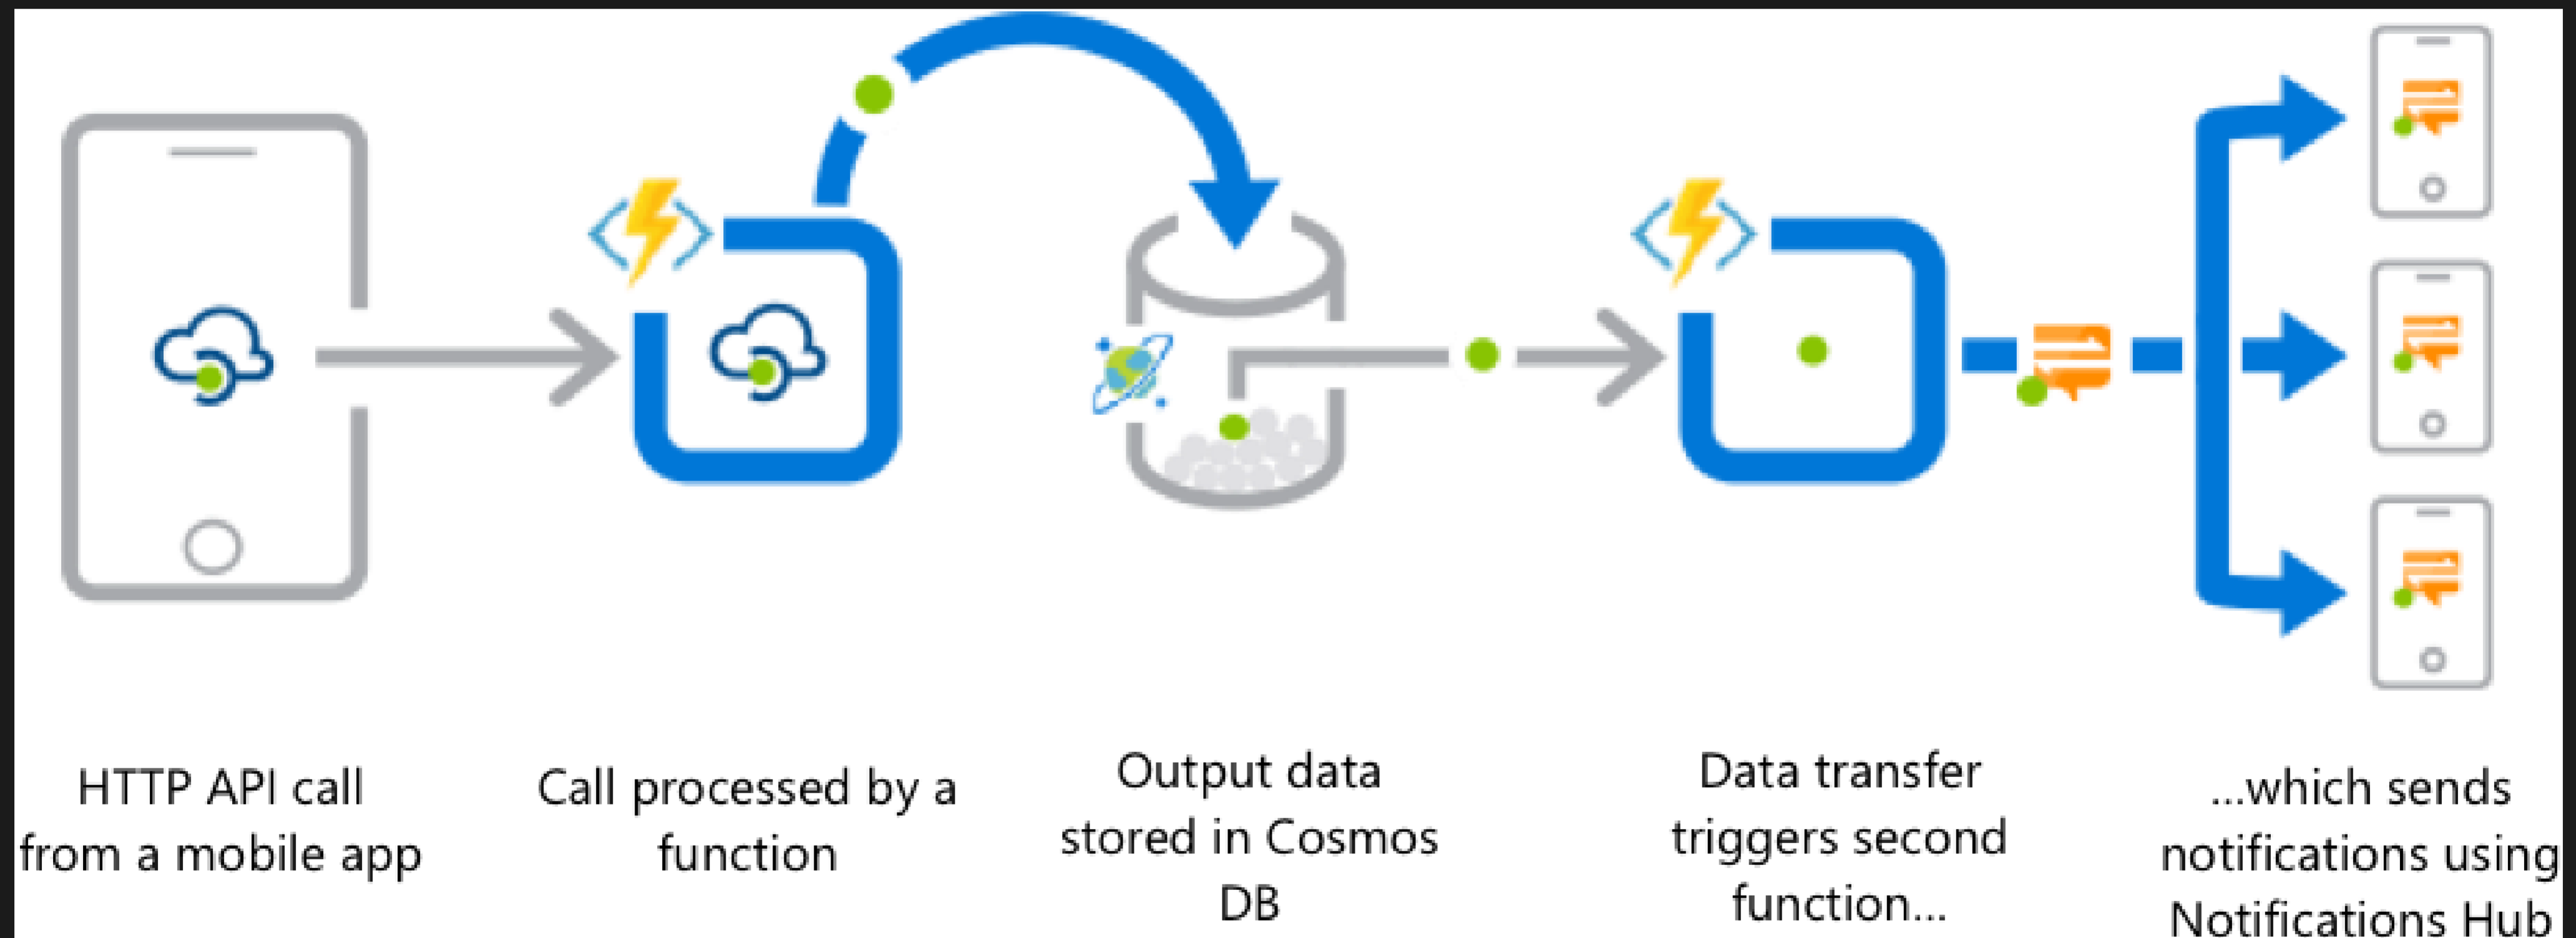 HTTP API call
from a mobile app
Call processed by a
function
Output data
stored in Cosmos
DB
Data transfer
triggers second
function...
...which sends
notifications using
Notifications Hub